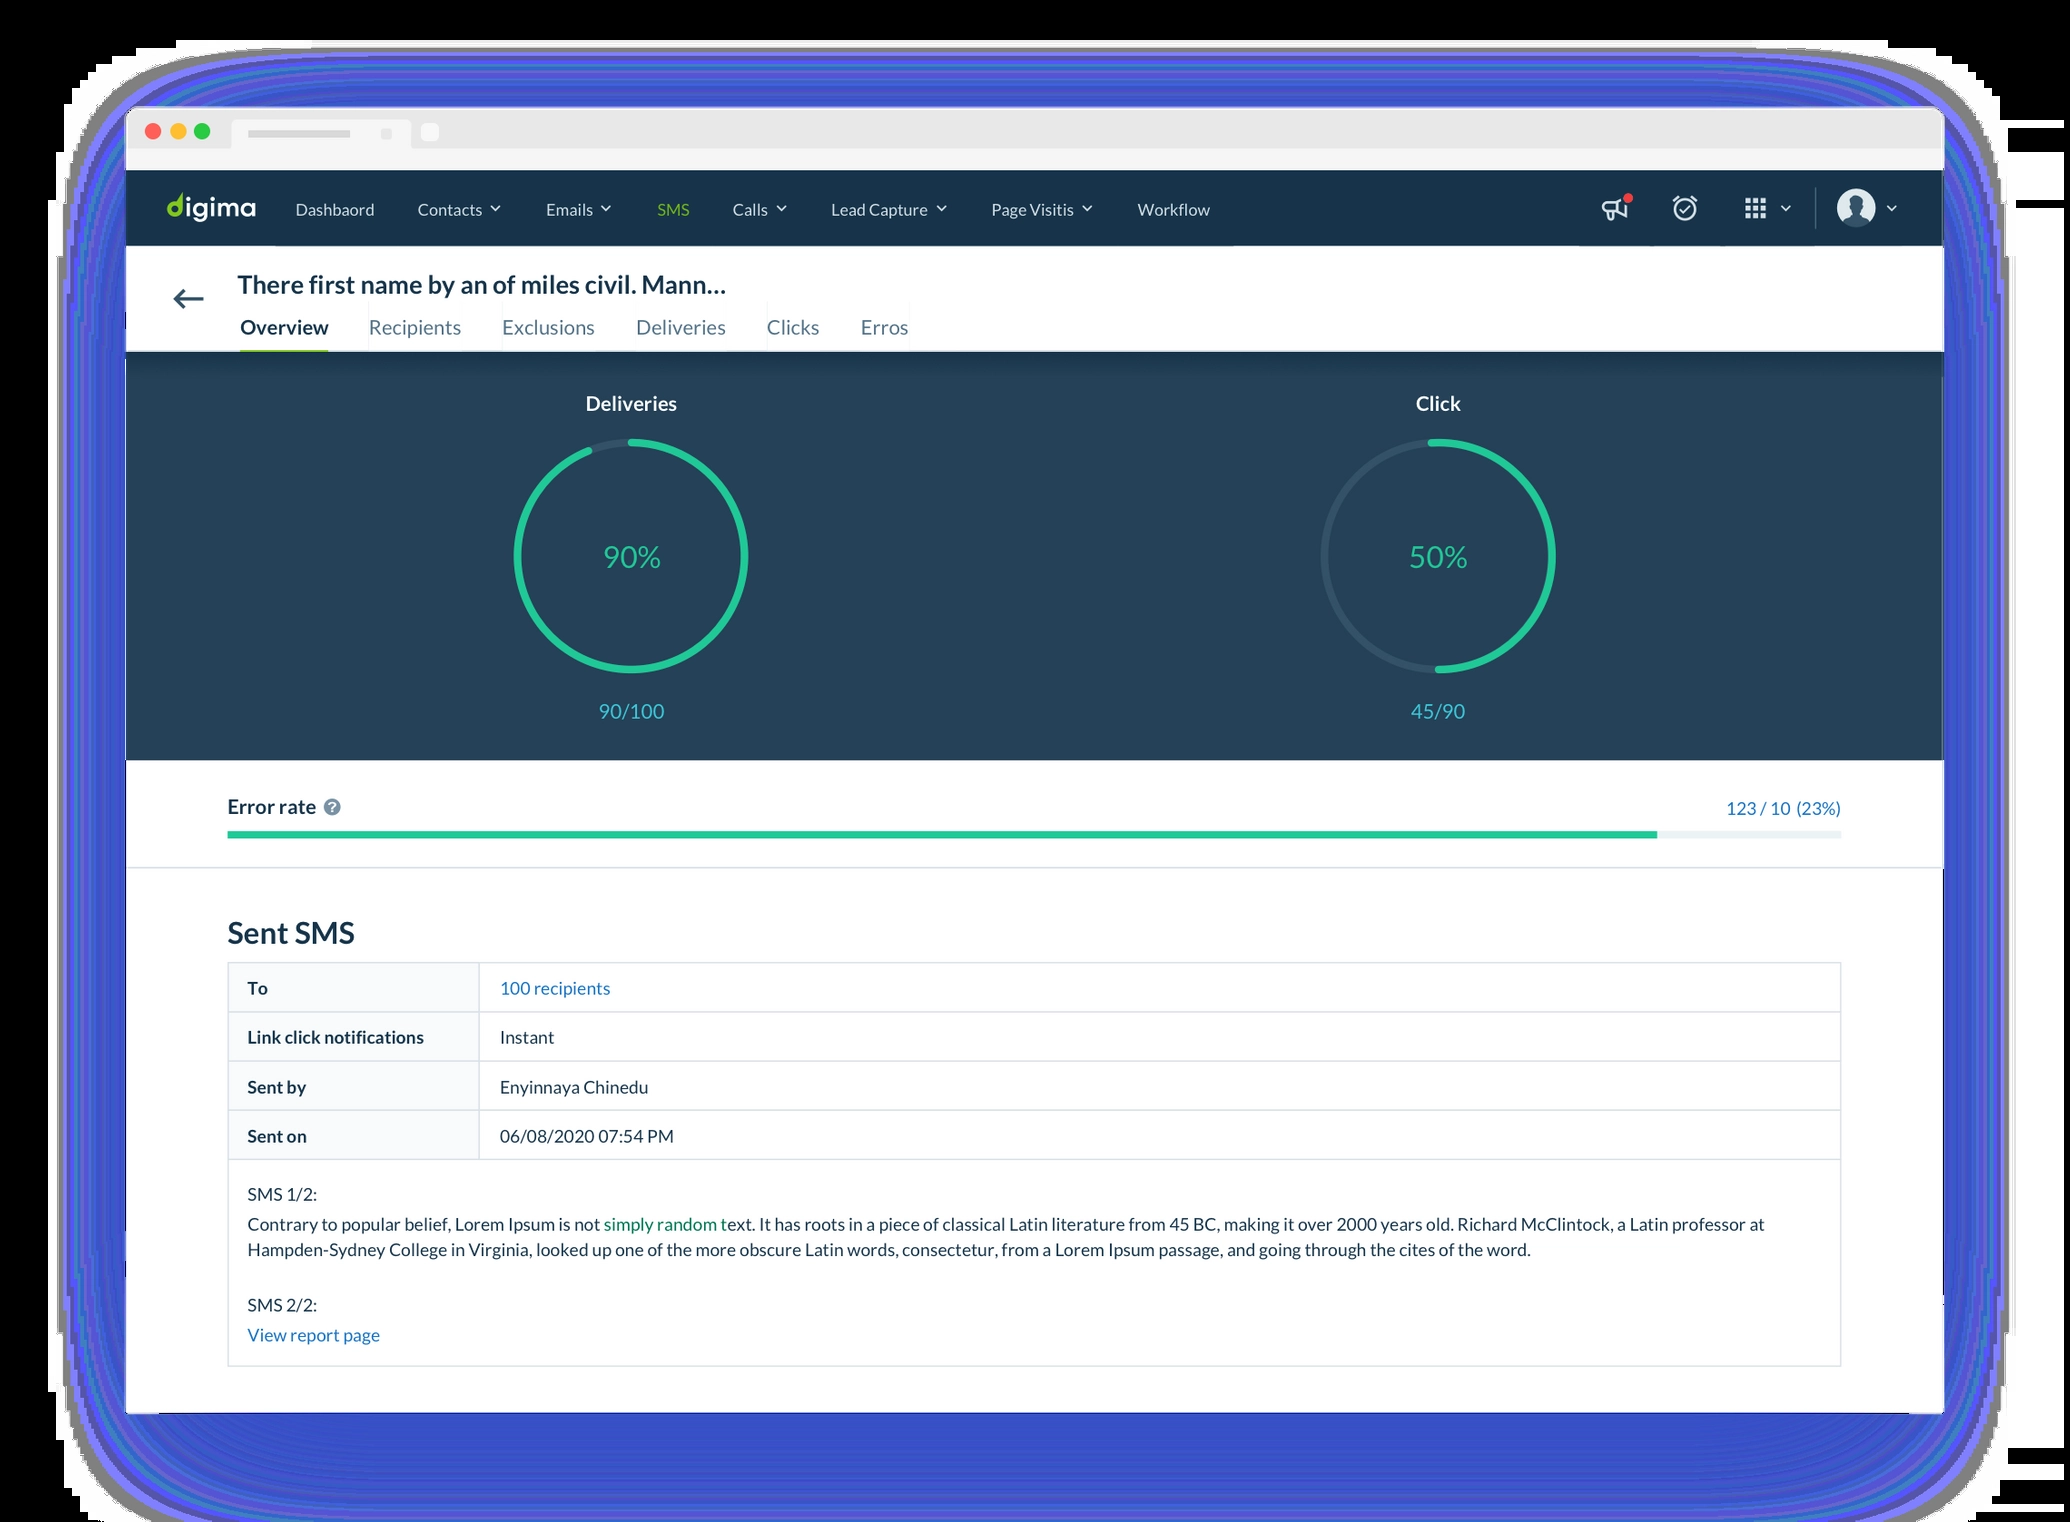 digima Dashbaord Contacts Emails SMS Calls Lead Capture Page Visitis Workflow
There first name by an of miles civil. Mann...
Overview Recipients Exclusions Deliveries Clicks Erros
Deliveries Click
90% 50%
90/100 45/90
Error rate ? 123 / 10 (23%)
Sent SMS
To 100 recipients
Link click notifications Instant
Sent by Enyinnaya Chinedu
Sent on 06/08/2020 07:54 PM
SMS 1/2:
Contrary to popular belief, Lorem Ipsum is not simply random text. It has roots in a piece of classical Latin literature from 45 BC, making it over 2000 years old. Richard McClintock, a Latin professor at
Hampden-Sydney College in Virginia, looked up one of the more obscure Latin words, consectetur, from a Lorem Ipsum passage, and going through the cites of the word.
SMS 2/2:
View report page